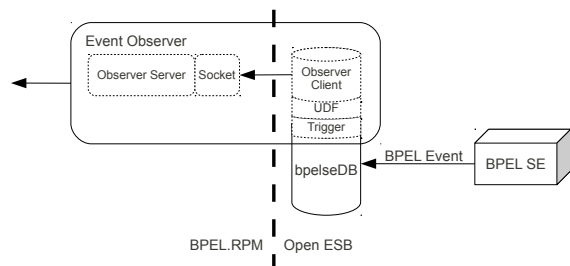 Event Observer
Observer Server
Socket
Observer
Client
UDF
Trigger
bpelseDB
BPEL Event
BPEL SE
BPEL.RPM
Open ESB